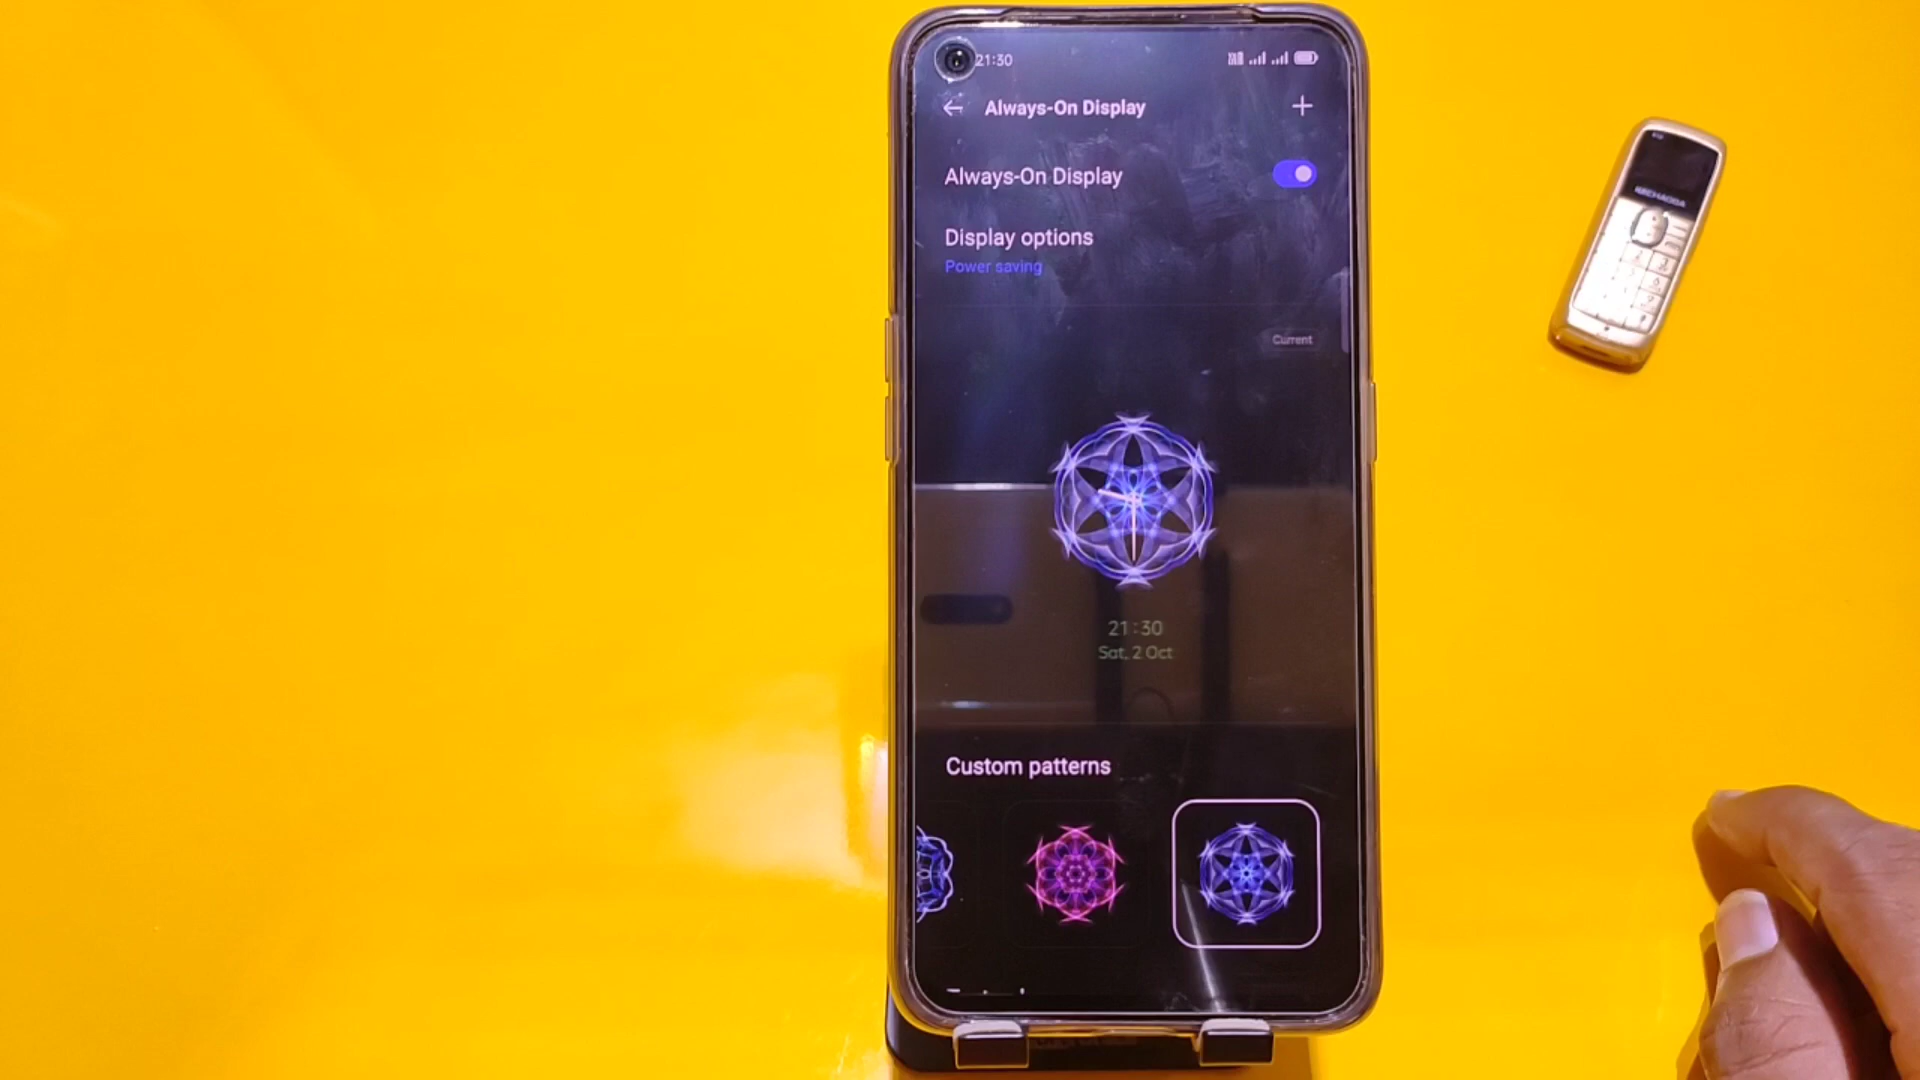 21:30
Always-On Display
Always-On Display
Display options
Power saving
Current
21:30
Sat, 2 Oct
Custom patterns